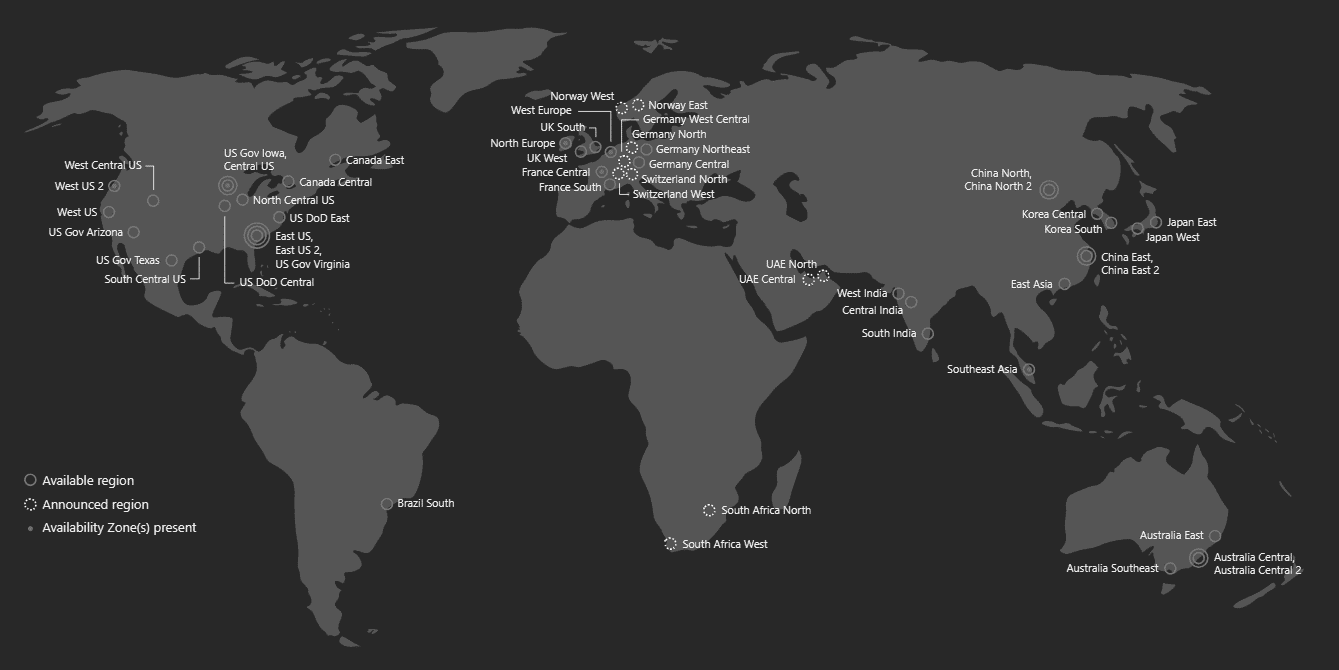 Norway West
West Europe
Norway East
Germany West Central
UK South
Germany North
North Europe
Germany Northeast
UK West
Germany Central
France Central
Switzerland North
France South
Switzerland West
US Gov Iowa,
Central US
Canada East
West Central US
West US 2
Canada Central
North Central US
West US
US DoD East
US Gov Arizona
East US,
East US 2,
US Gov Virginia
US Gov Texas
South Central US
US DoD Central
China North,
China North 2
Korea Central
Korea South
Japan East
Japan West
China East,
China East 2
East Asia
UAE North
UAE Central
West India
Central India
South India
Southeast Asia
Available region
Announced region
Availability Zone(s) present
Brazil South
South Africa North
South Africa West
Australia East
Australia Central,
Australia Central 2
Australia Southeast